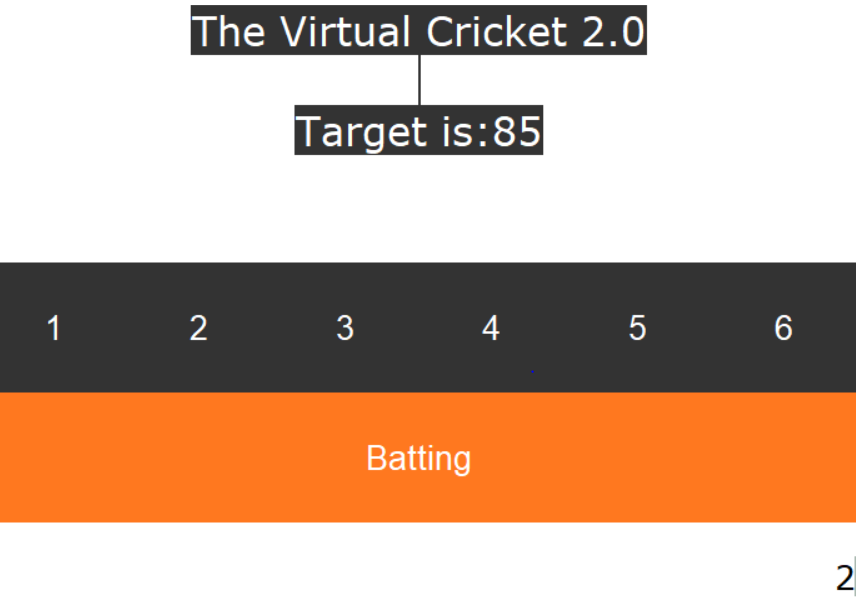 The Virtual Cricket 2.0
Target is:85
1 2 3 4 5 6
Batting
2